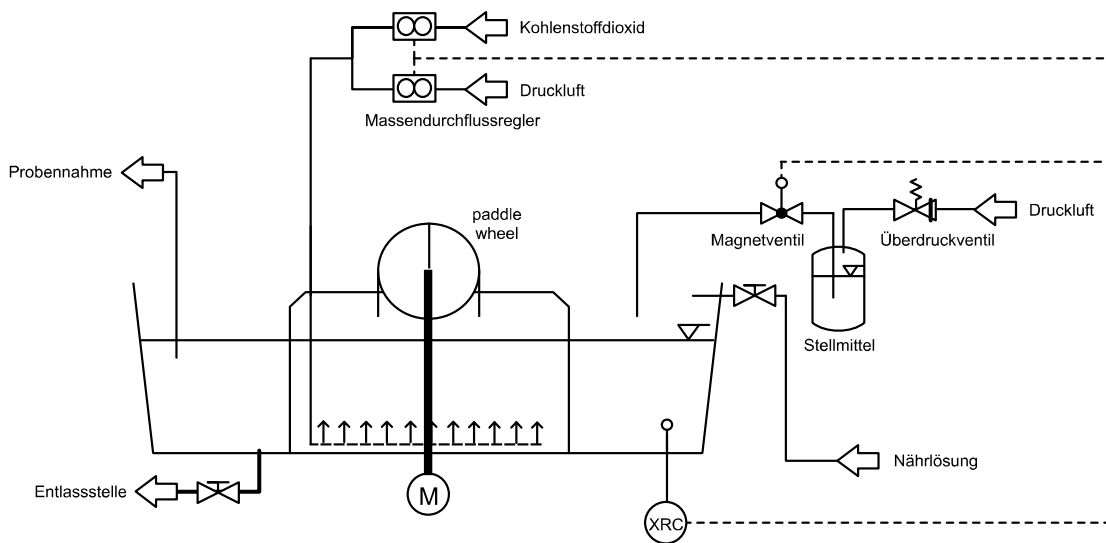 Kohlenstoffdioxid
Druckluft
Massendurchflussregler
Probennahme
paddle
wheel
Magnetventil
Überdruckventil
Druckluft
Stellmittel
Nährlösung
Entlassstelle
M
XRC